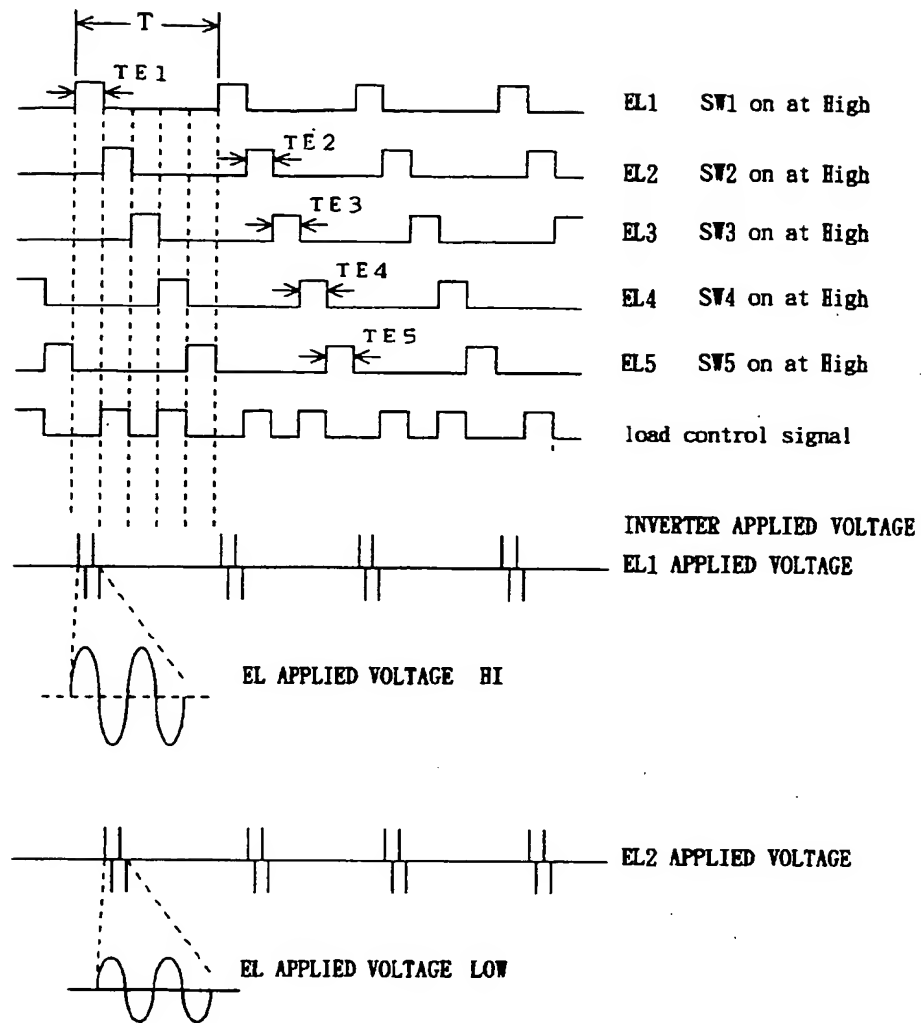 T
TE1
EL1 SW1 on at High
TE2
EL2 SW2 on at High
TE3
EL3 SW3 on at High
TE4
EL4 SW4 on at High
TE5
EL5 SW5 on at High
load control signal
INVERTER APPLIED VOLTAGE
EL1 APPLIED VOLTAGE
EL APPLIED VOLTAGE HI
EL2 APPLIED VOLTAGE
EL APPLIED VOLTAGE LOW